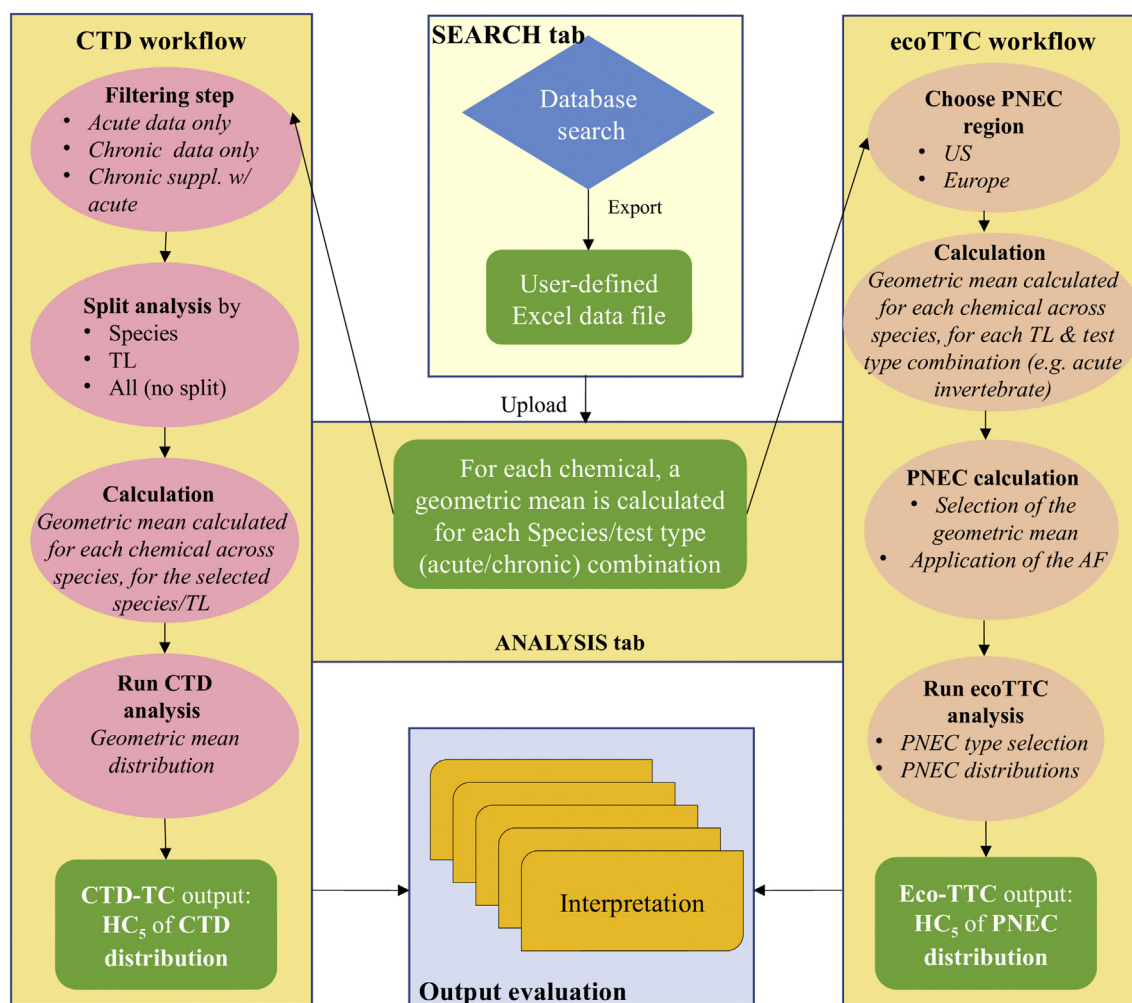 CTD workflow
Filtering step
• Acute data only
• Chronic data only
• Chronic suppl. w/
acute
Split analysis by
• Species
• TL
• All (no split)
Calculation
Geometric mean calculated
for each chemical across
species, for the selected
species/TL
Run CTD
analysis
Geometric mean
distribution
CTD-TC output:
HC₅ of CTD
distribution
SEARCH tab
Database
search
Export
User-defined
Excel data file
Upload
For each chemical, a
geometric mean is calculated
for each Species/test type
(acute/chronic) combination
ANALYSIS tab
Interpretation
Output evaluation
ecoTTC workflow
Choose PNEC
region
• US
• Europe
Calculation
Geometric mean calculated
for each chemical across
species, for each TL & test
type combination (e.g. acute
invertebrate)
PNEC calculation
• Selection of the
geometric mean
• Application of the AF
Run ecoTTC
analysis
• PNEC type selection
• PNEC distributions
Eco-TTC output:
HC₅ of PNEC
distribution